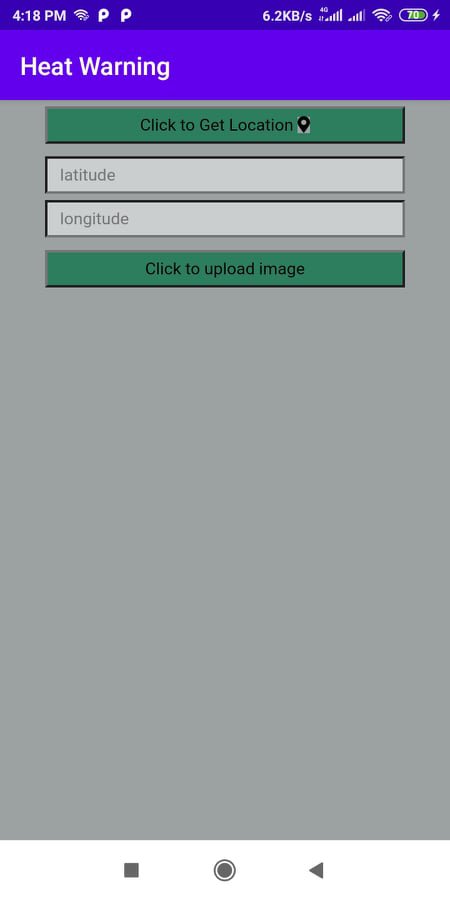 4:18 PM 6.2KB/s 4G 70
Heat Warning
Click to Get Location
latitude
longitude
Click to upload image